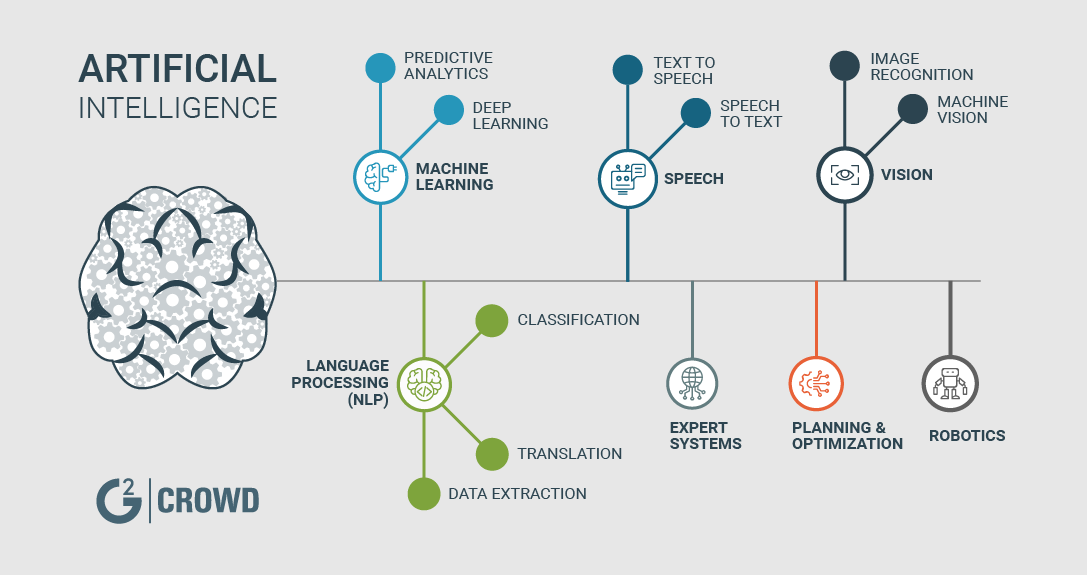 ARTIFICIAL
INTELLIGENCE
PREDICTIVE
ANALYTICS
DEEP
LEARNING
MACHINE
LEARNING
TEXT TO
SPEECH
SPEECH
TO TEXT
SPEECH
IMAGE
RECOGNITION
MACHINE
VISION
VISION
CLASSIFICATION
LANGUAGE
PROCESSING
(NLP)
TRANSLATION
DATA EXTRACTION
EXPERT
SYSTEMS
PLANNING &
OPTIMIZATION
ROBOTICS
G2 | CROWD